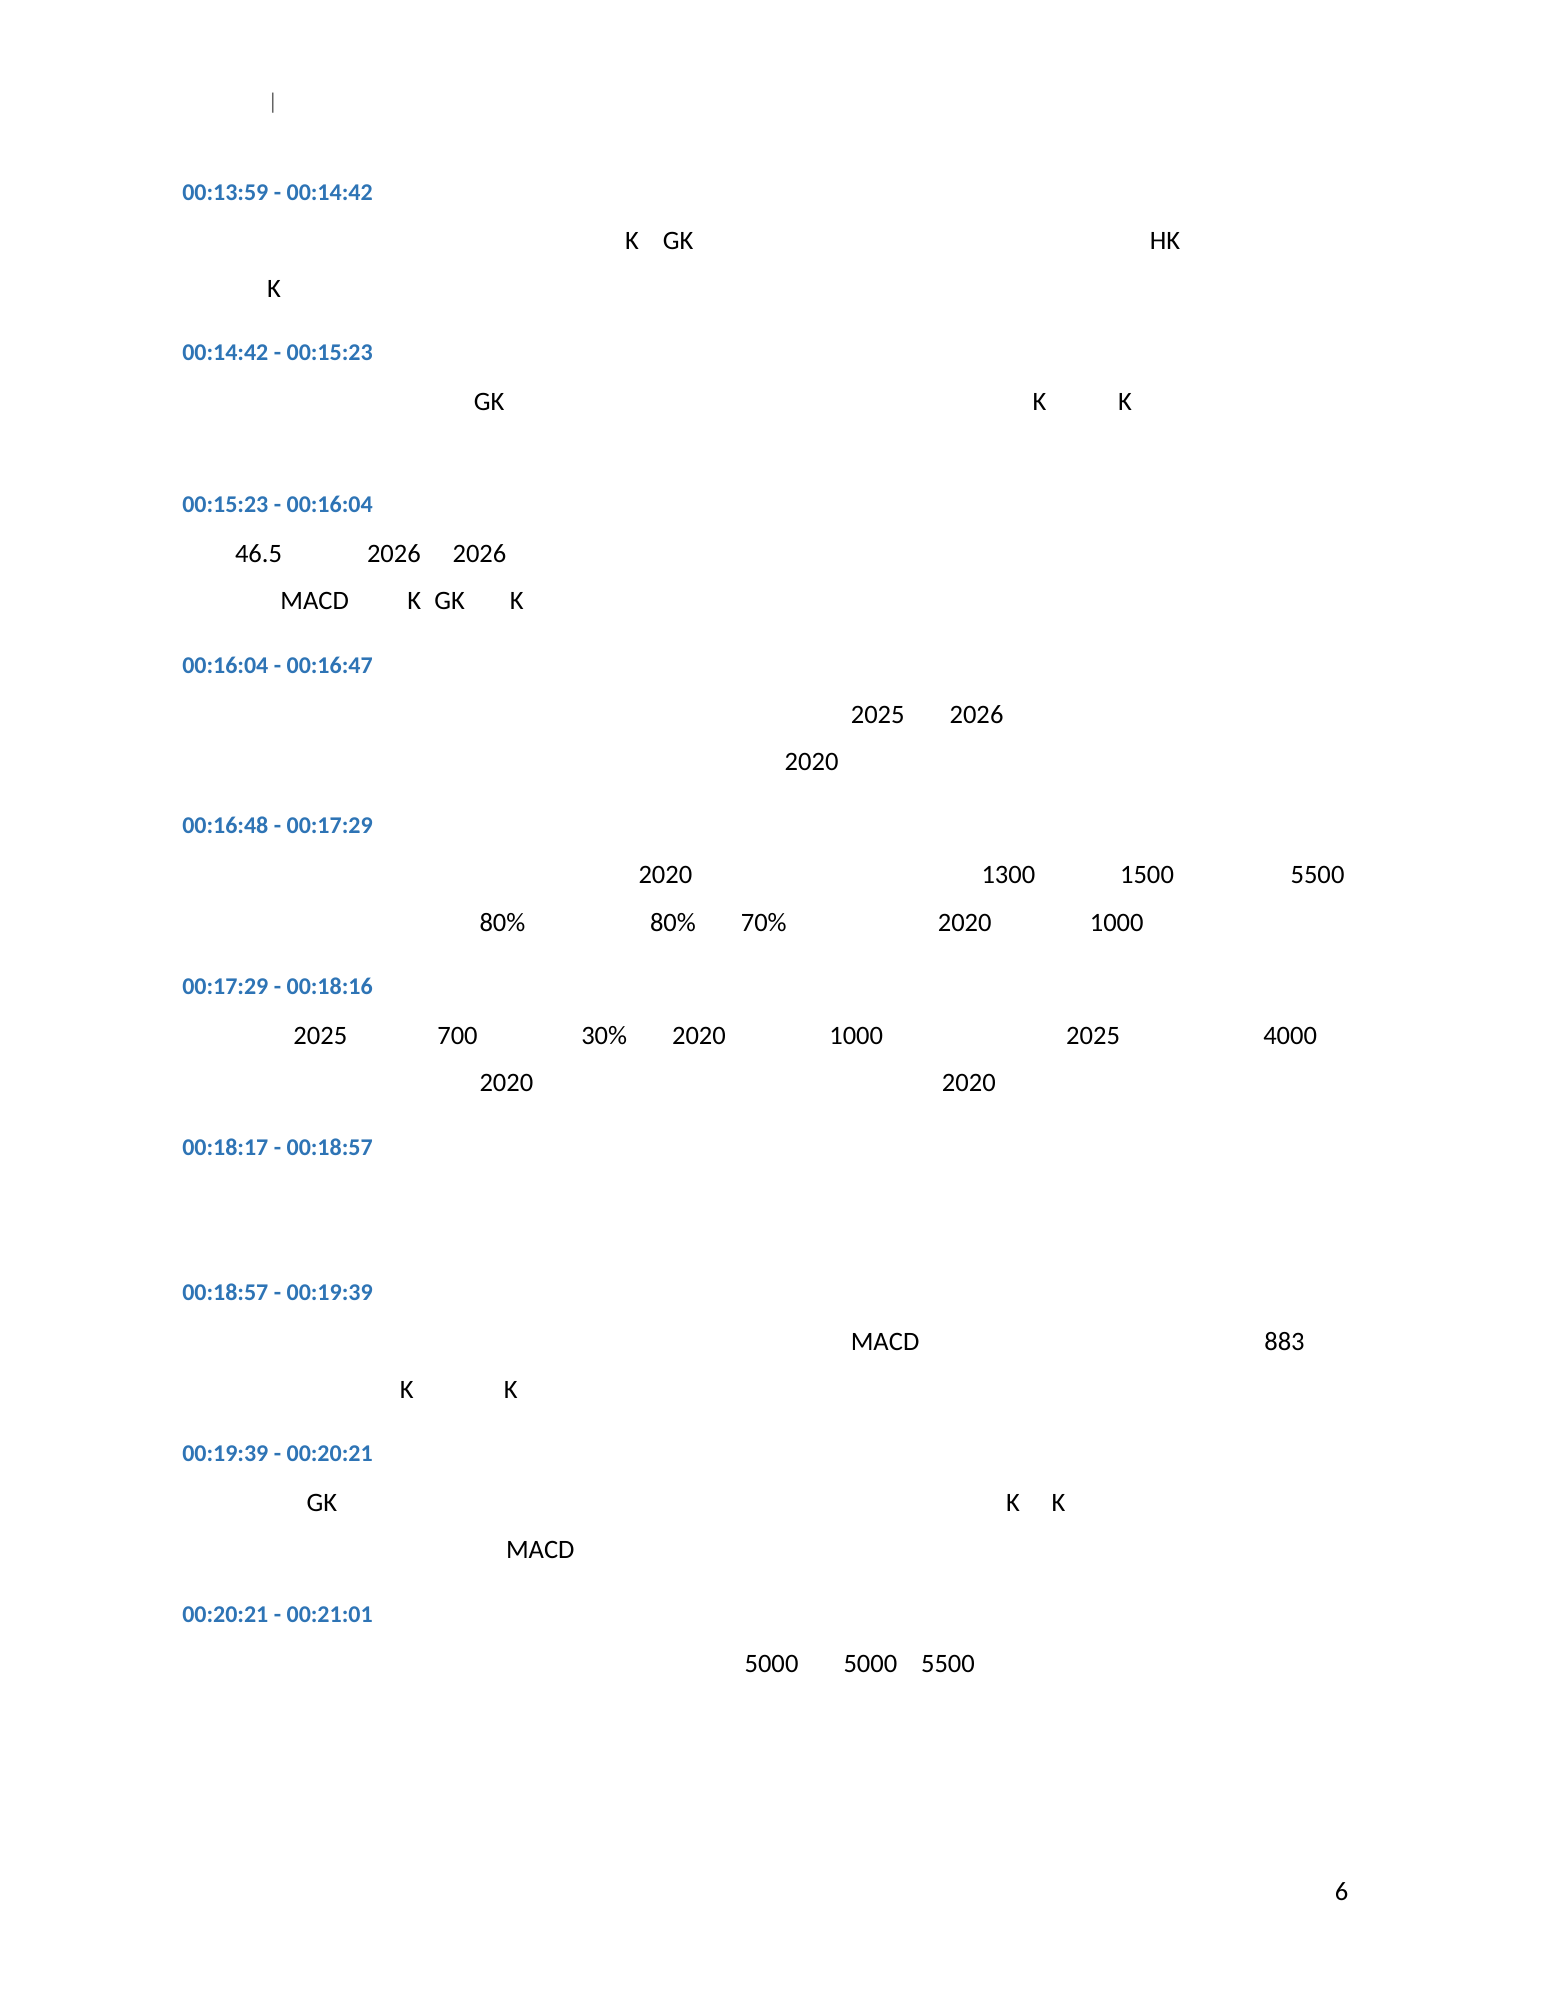 |
00:13:59 - 00:14:42
K GK HK
K
00:14:42 - 00:15:23
GK K K
00:15:23 - 00:16:04
46.5 2026 2026
MACD K GK K
00:16:04 - 00:16:47
2025 2026
2020
00:16:48 - 00:17:29
2020 1300 1500 5500
80% 80% 70% 2020 1000
00:17:29 - 00:18:16
2025 700 30% 2020 1000 2025 4000
2020 2020
00:18:17 - 00:18:57
00:18:57 - 00:19:39
MACD 883
K K
00:19:39 - 00:20:21
GK K K
MACD
00:20:21 - 00:21:01
5000 5000 5500
6